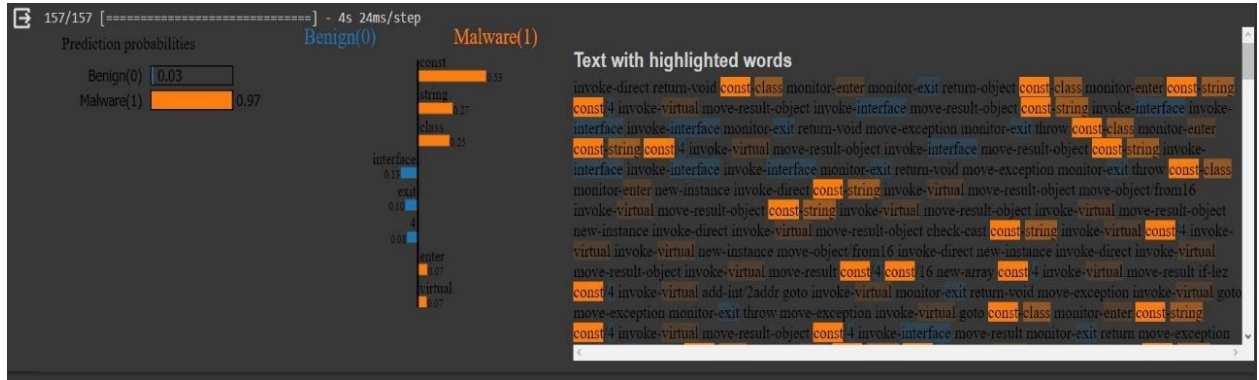 157/157 [==============================] - 4s 24ms/step
Prediction probabilities
Benign(0) 0.03
Malware(1) 0.97
Benign(0) Malware(1)
const
0.53
string
0.27
class
0.25
interface
0.13
exit
0.10
4
0.08
enter
0.07
virtual
0.07
Text with highlighted words
invoke-direct return-void const-class monitor-enter monitor-exit return-object const-class monitor-enter const-string
const/4 invoke-virtual move-result-object invoke-interface move-result-object const-string invoke-interface invoke-
interface invoke-interface monitor-exit return-void move-exception monitor-exit throw const-class monitor-enter
const-string const/4 invoke-virtual move-result-object invoke-interface move-result-object const-string invoke-
interface invoke-interface invoke-interface monitor-exit return-void move-exception monitor-exit throw const-class
monitor-enter new-instance invoke-direct const-string invoke-virtual move-result-object move-object/from16
invoke-virtual move-result-object const-string invoke-virtual move-result-object invoke-virtual move-result-object
new-instance invoke-direct invoke-virtual move-result-object check-cast const-string invoke-virtual const/4 invoke-
virtual invoke-virtual new-instance move-object/from16 invoke-direct new-instance invoke-direct invoke-virtual
move-result-object invoke-virtual move-result const/4 const/16 new-array const/4 invoke-virtual move-result if-lez
const/4 invoke-virtual add-int/2addr goto invoke-virtual monitor-exit return-void move-exception invoke-virtual goto
move-exception monitor-exit throw move-exception invoke-virtual goto const-class monitor-enter const-string
const/4 invoke-virtual move-result-object const/4 invoke-interface move-result monitor-exit return move-exception